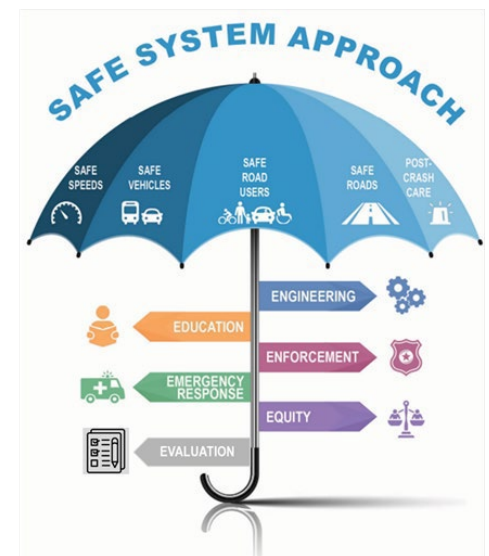 SAFE SYSTEM APPROACH
SAFE
SPEEDS
SAFE
VEHICLES
SAFE
ROAD
USERS
SAFE
ROADS
POST-
CRASH
CARE
ENGINEERING
EDUCATION
ENFORCEMENT
EMERGENCY
RESPONSE
EQUITY
EVALUATION